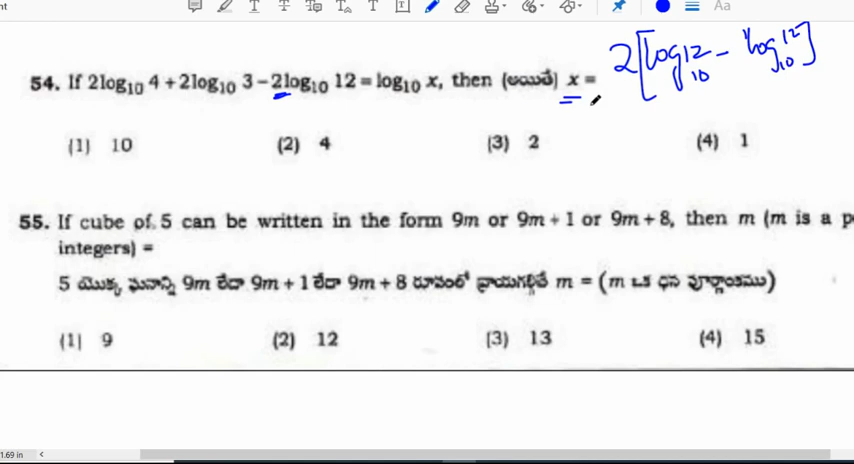 nt T T T T T Aa
54. If 2log₁₀ 4 + 2log₁₀ 3 − 2log₁₀ 12 = log₁₀ x, then (అయితే) x = 2[log₁₀ 12 − log₁₀ 12]
(1) 10 (2) 4 (3) 2 (4) 1
55. If cube of 5 can be written in the form 9m or 9m + 1 or 9m + 8, then m (m is a p
integers) =
5 యొక్క ఘనాన్ని 9m లేదా 9m + 1 లేదా 9m + 8 రూపంలో వ్రాయగల్గితే m = (m ఒక ధన పూర్ణాంకము)
(1) 9 (2) 12 (3) 13 (4) 15
1.69 in